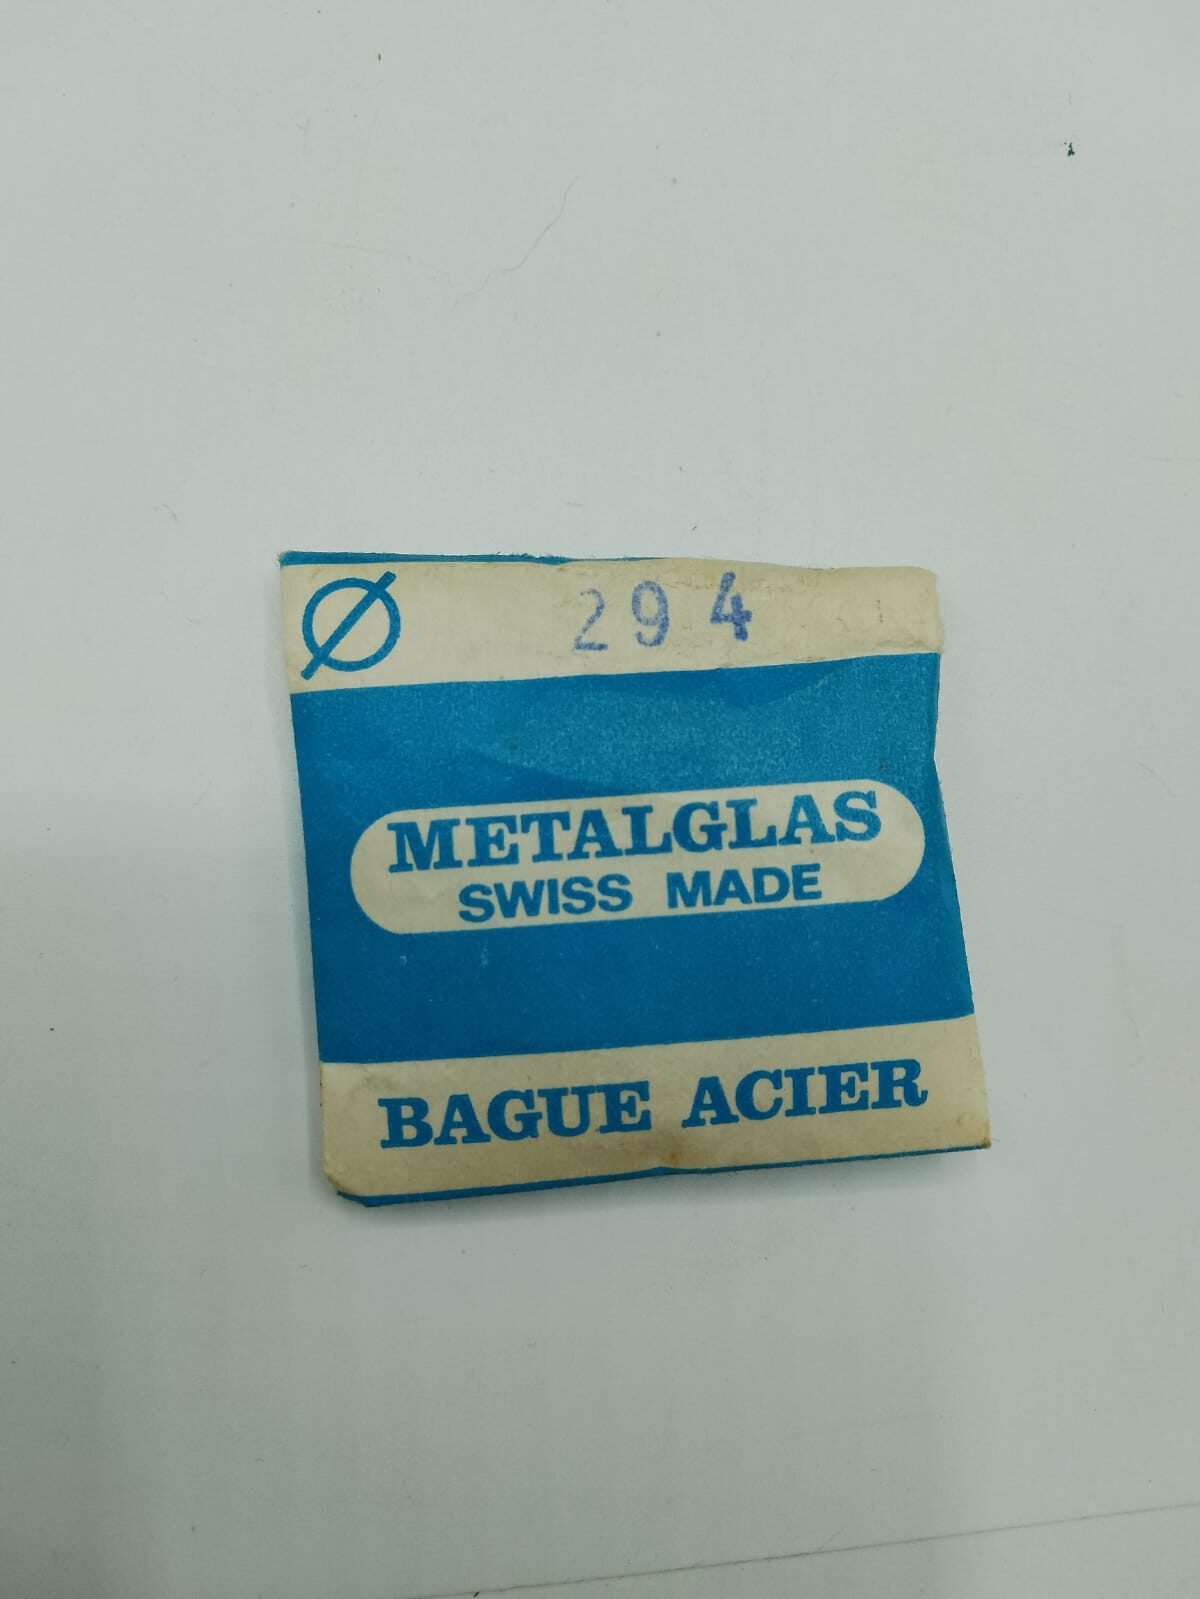 Ø 294
METALGLAS
SWISS MADE
BAGUE ACIER